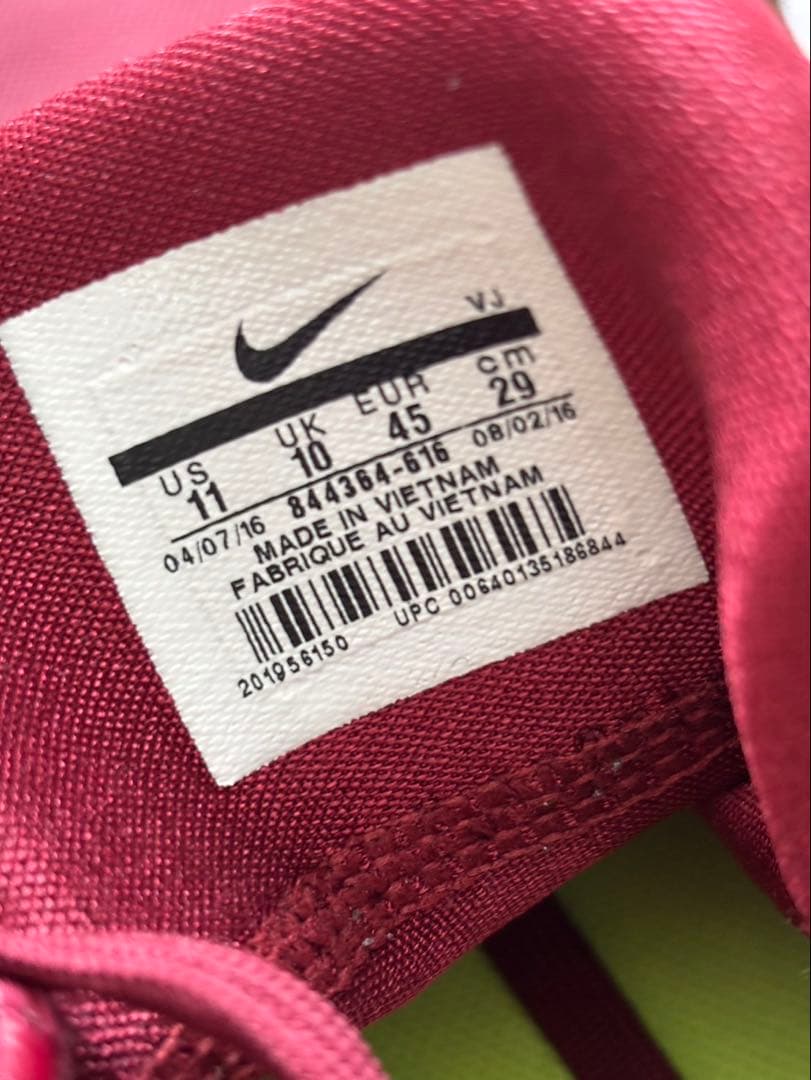 VJ
US UK EUR cm
11 10 45 29
04/07/16 844364-616 08/02/16
MADE IN VIETNAM
FABRIQUE AU VIETNAM
201956150 UPC 00640135186844